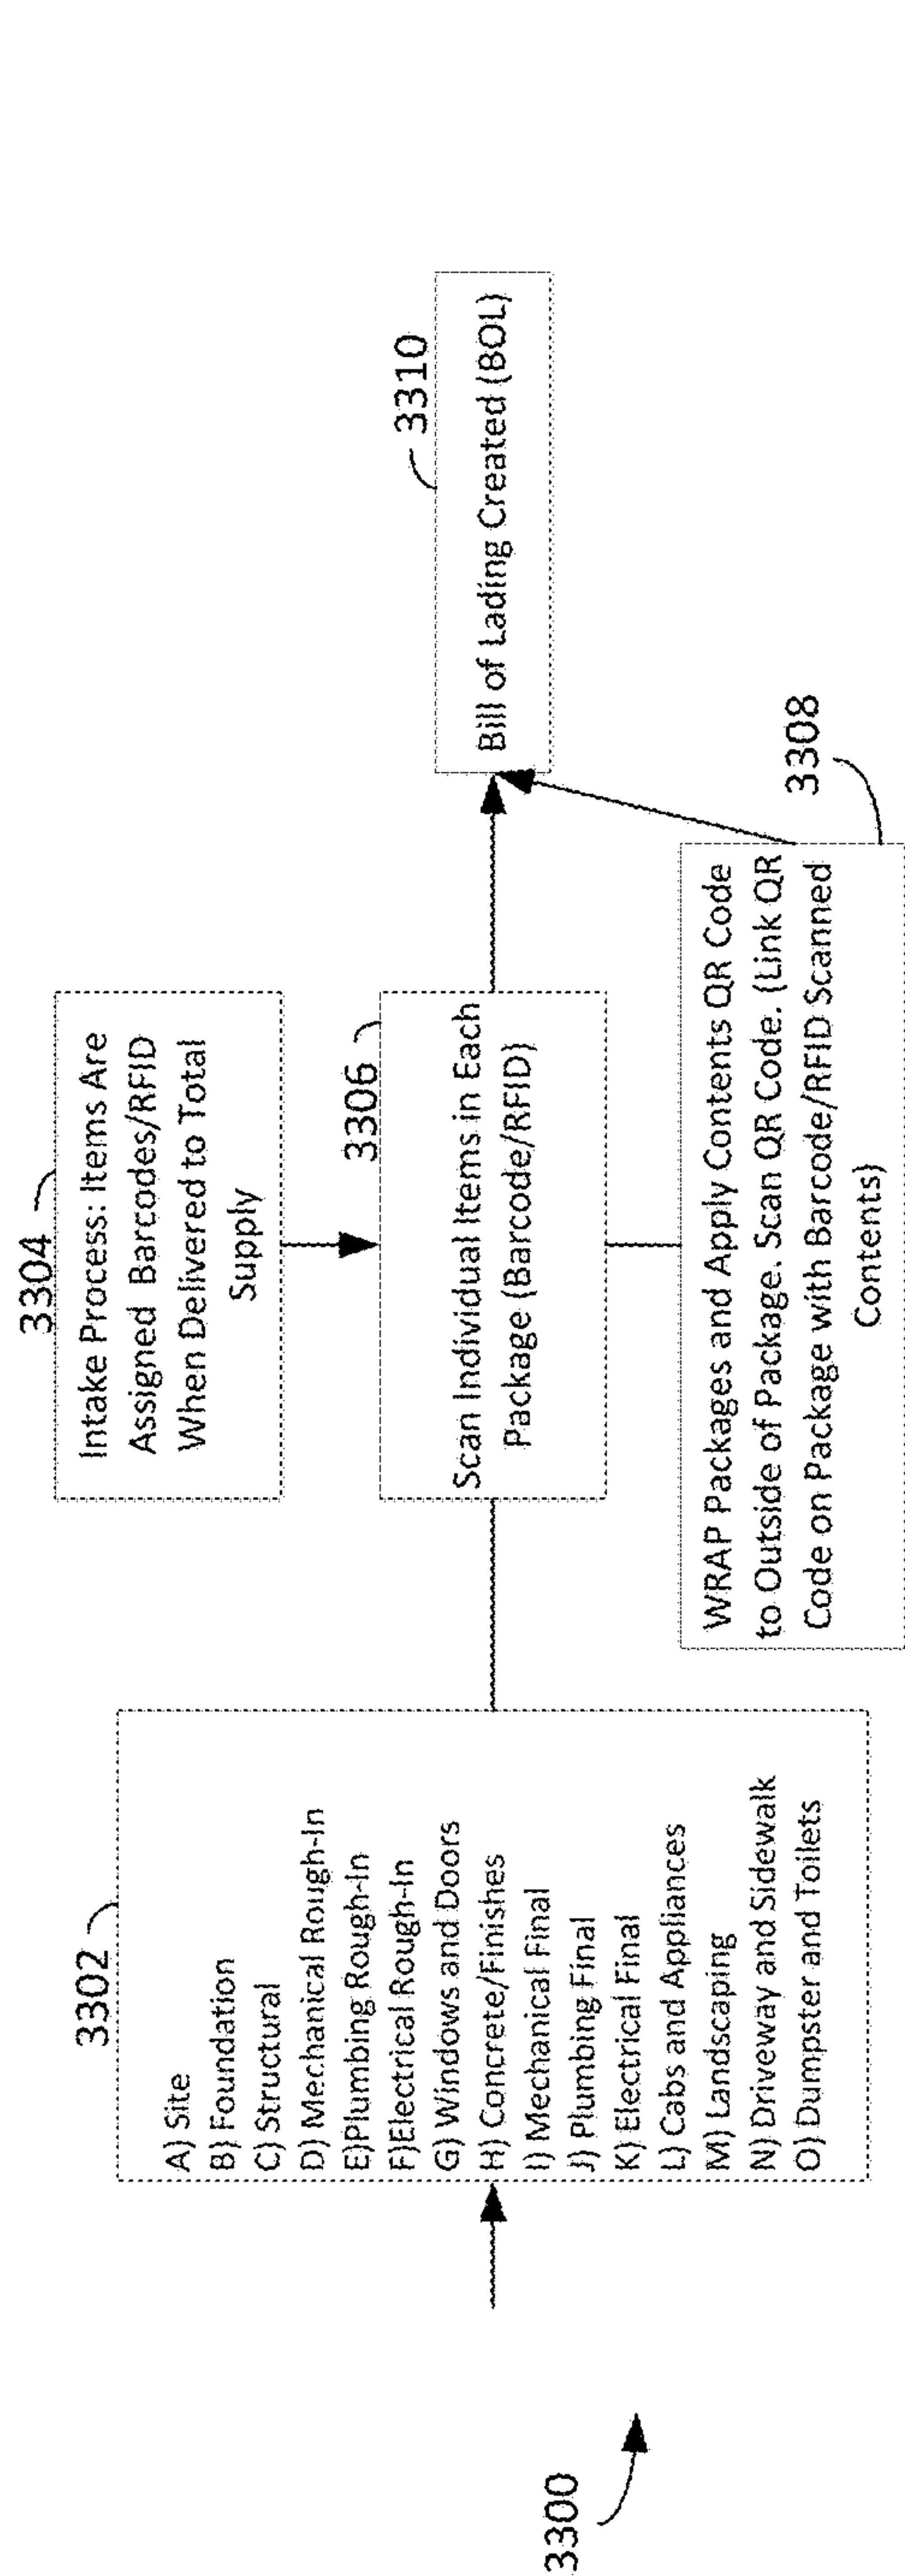 3300
3302
A) Site
B) Foundation
C) Structural
D) Mechanical Rough-In
E)Plumbing Rough-In
F)Electrical Rough-In
G) Windows and Doors
H) Concrete/Finishes
I) Mechanical Final
J) Plumbing Final
K) Electrical Final
L) Cabs and Appliances
M) Landscaping
N) Driveway and Sidewalk
O) Dumpster and Toilets
3304
Intake Process: Items Are
Assigned Barcodes/RFID
When Delivered to Total
Supply
3306
Scan Individual Items in Each
Package (Barcode/RFID)
3308
WRAP Packages and Apply Contents QR Code
to Outside of Package. Scan QR Code. (Link QR
Code on Package with Barcode/RFID Scanned
Contents)
3310
Bill of Lading Created (BOL)